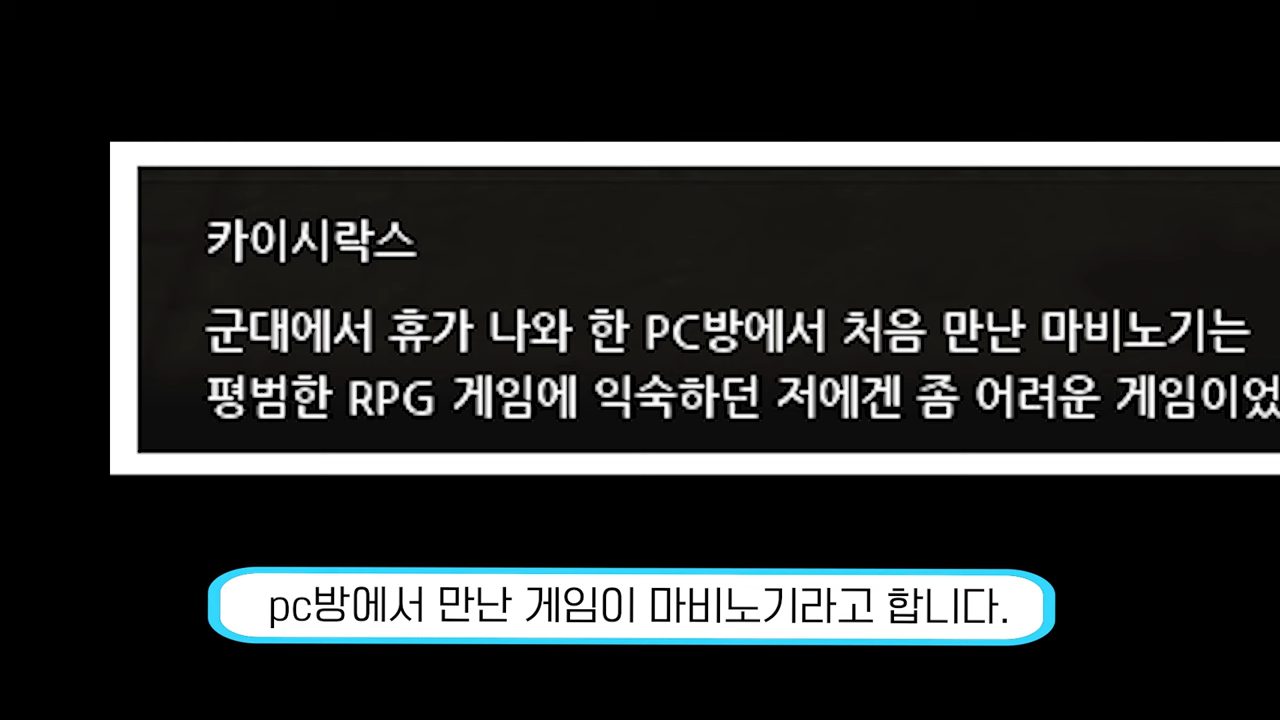 카이시락스
군대에서 휴가 나와 한 PC방에서 처음 만난 마비노기는
평범한 RPG 게임에 익숙하던 저에겐 좀 어려운 게임이었
pc방에서 만난 게임이 마비노기라고 합니다.